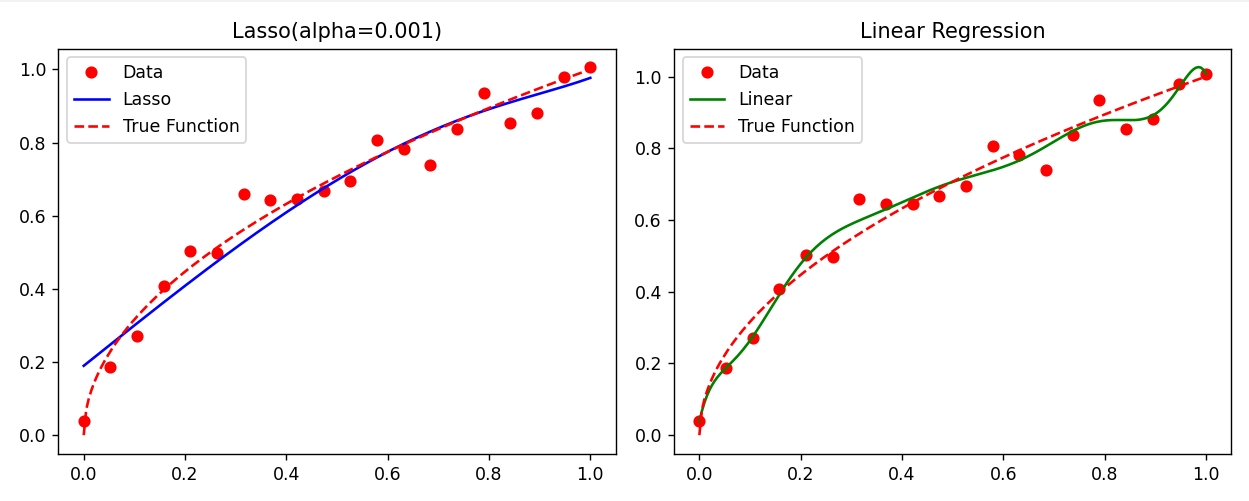 Lasso(alpha=0.001)
Data
Lasso
True Function
1.0
0.8
0.6
0.4
0.2
0.0
0.0 0.2 0.4 0.6 0.8 1.0
Linear Regression
Data
Linear
True Function
1.0
0.8
0.6
0.4
0.2
0.0
0.0 0.2 0.4 0.6 0.8 1.0